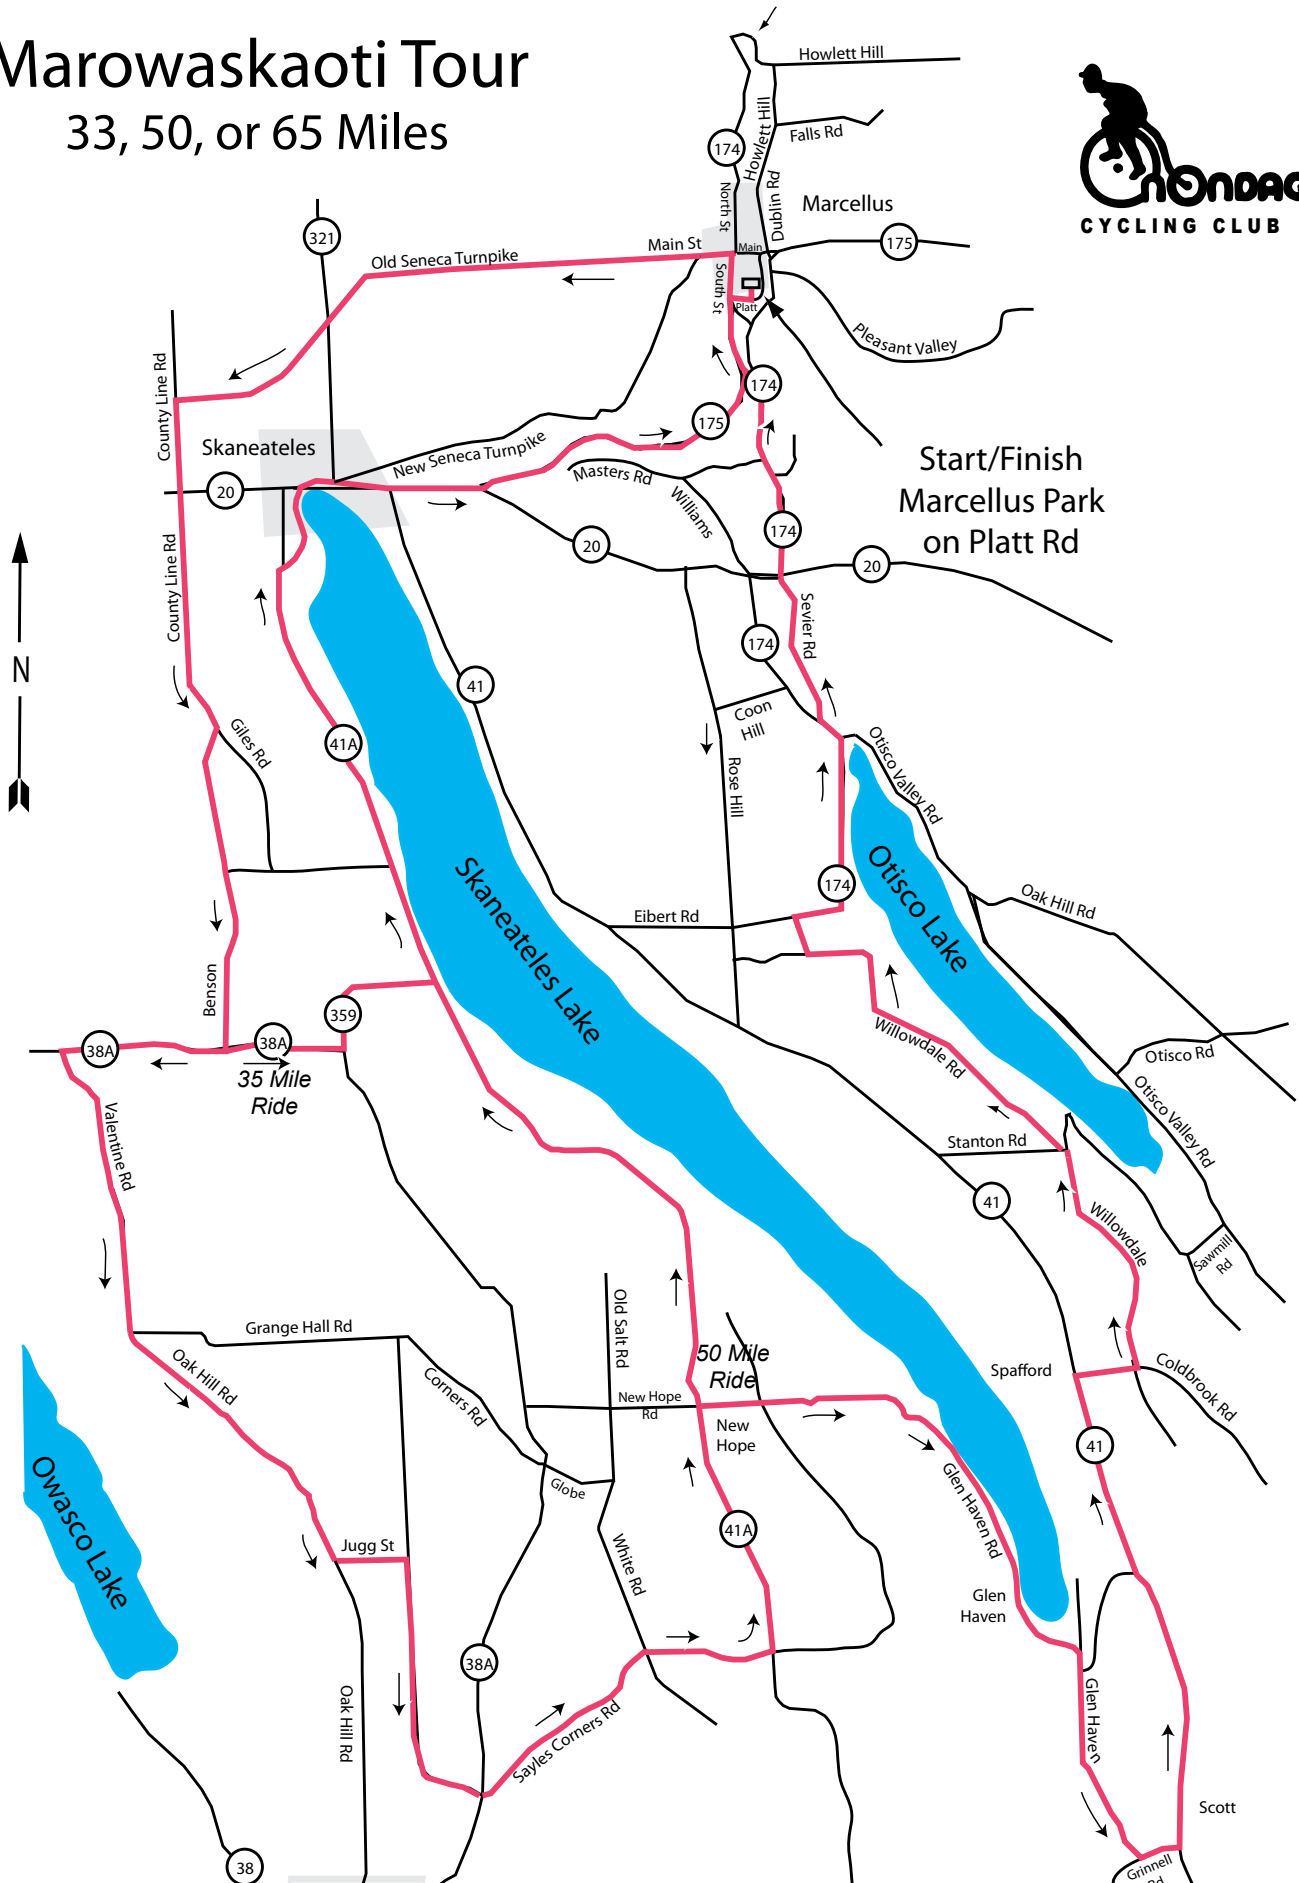 Marowaskaoti Tour
33, 50, or 65 Miles
Howlett Hill
Howlett Hill
Falls Rd
174
North St
Dublin Rd
Marcellus
CYCLING CLUB
321
Old Seneca Turnpike
Main St
Main
175
South St
Platt
Pleasant Valley
County Line Rd
174
175
Skaneateles
New Seneca Turnpike
Masters Rd
Williams
Start/Finish
Marcellus Park
on Platt Rd
20
20
174
20
County Line Rd
Sevier Rd
174
N
41
Coon
Hill
Giles Rd
41A
Rose Hill
Otisco Valley Rd
Skaneateles Lake
Otisco Lake
174
Eibert Rd
Oak Hill Rd
Benson
359
38A
38A
35 Mile
Ride
Willowdale Rd
Otisco Rd
Otisco Valley Rd
Valentine Rd
Stanton Rd
41
Willowdale
Sawmill
Rd
Grange Hall Rd
Old Salt Rd
Oak Hill Rd
Corners Rd
50 Mile
Ride
New Hope
Rd
New
Hope
Spafford
Coldbrook Rd
41
Owasco Lake
Globe
Glen Haven Rd
41A
Jugg St
White Rd
Glen
Haven
38A
Oak Hill Rd
Sayles Corners Rd
Glen Haven
Scott
38
Grinnell